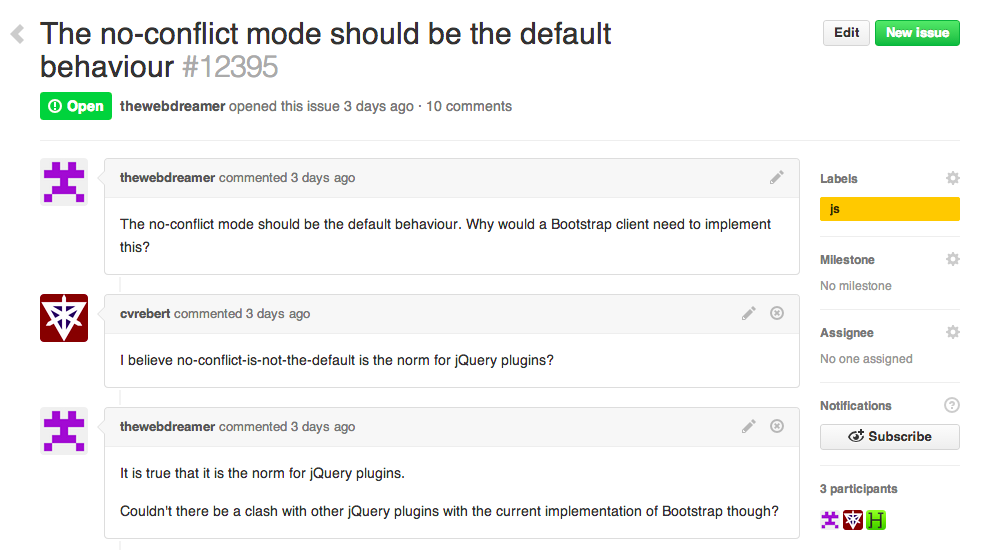 The no-conflict mode should be the default
behaviour #12395
Edit
New issue
Open
thewebdreamer opened this issue 3 days ago · 10 comments
thewebdreamer commented 3 days ago
The no-conflict mode should be the default behaviour. Why would a Bootstrap client need to implement
this?
cvrebert commented 3 days ago
I believe no-conflict-is-not-the-default is the norm for jQuery plugins?
thewebdreamer commented 3 days ago
It is true that it is the norm for jQuery plugins.
Couldn't there be a clash with other jQuery plugins with the current implementation of Bootstrap though?
Labels
js
Milestone
No milestone
Assignee
No one assigned
Notifications
Subscribe
3 participants